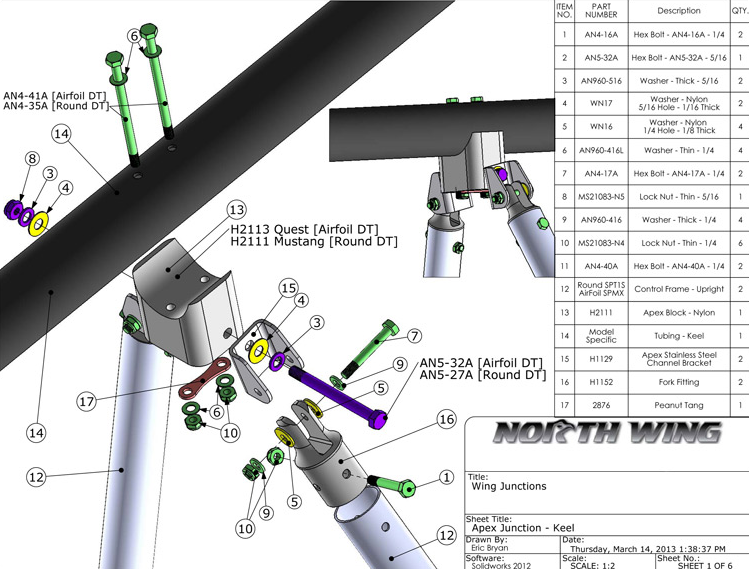 AN4-41A [Airfoil DT]
AN4-35A [Round DT]
6
14
8
3
4
13
H2113 Quest [Airfoil DT]
H2111 Mustang [Round DT]
15
4
3
7
9
5
AN5-32A [Airfoil DT]
AN5-27A [Round DT]
14
17
6
10
16
12
5
9
10
1
12
ITEM NO. PART NUMBER Description QTY.
1 AN4-16A Hex Bolt - AN4-16A - 1/4 2
2 AN5-32A Hex Bolt - AN5-32A - 5/16 1
3 AN960-516 Washer - Thick - 5/16 2
4 WN17 Washer - Nylon 5/16 Hole - 1/16 Thick 2
5 WN16 Washer - Nylon 1/4 Hole - 1/8 Thick 4
6 AN960-416L Washer - Thin - 1/4 4
7 AN4-17A Hex Bolt - AN4-17A - 1/4 2
8 MS21083-N5 Lock Nut - Thin - 5/16 1
9 AN960-416 Washer - Thick - 1/4 4
10 MS21083-N4 Lock Nut - Thin - 1/4 6
11 AN4-40A Hex Bolt - AN4-40A - 1/4 2
12 Round SPT1S AirFoil SPMX Control Frame - Upright 2
13 H2111 Apex Block - Nylon 1
14 Model Specific Tubing - Keel 1
15 H1129 Apex Stainless Steel Channel Bracket 2
16 H1152 Fork Fitting 2
17 2876 Peanut Tang 1
NORTH WING
Title:
Wing Junctions
Sheet Title:
Apex Junction - Keel
Drawn By:
Eric Bryan
Date:
Thursday, March 14, 2013 1:38:37 PM
Software:
Solidworks 2012
Scale:
SCALE: 1:2
Sheet No.:
SHEET 1 OF 6